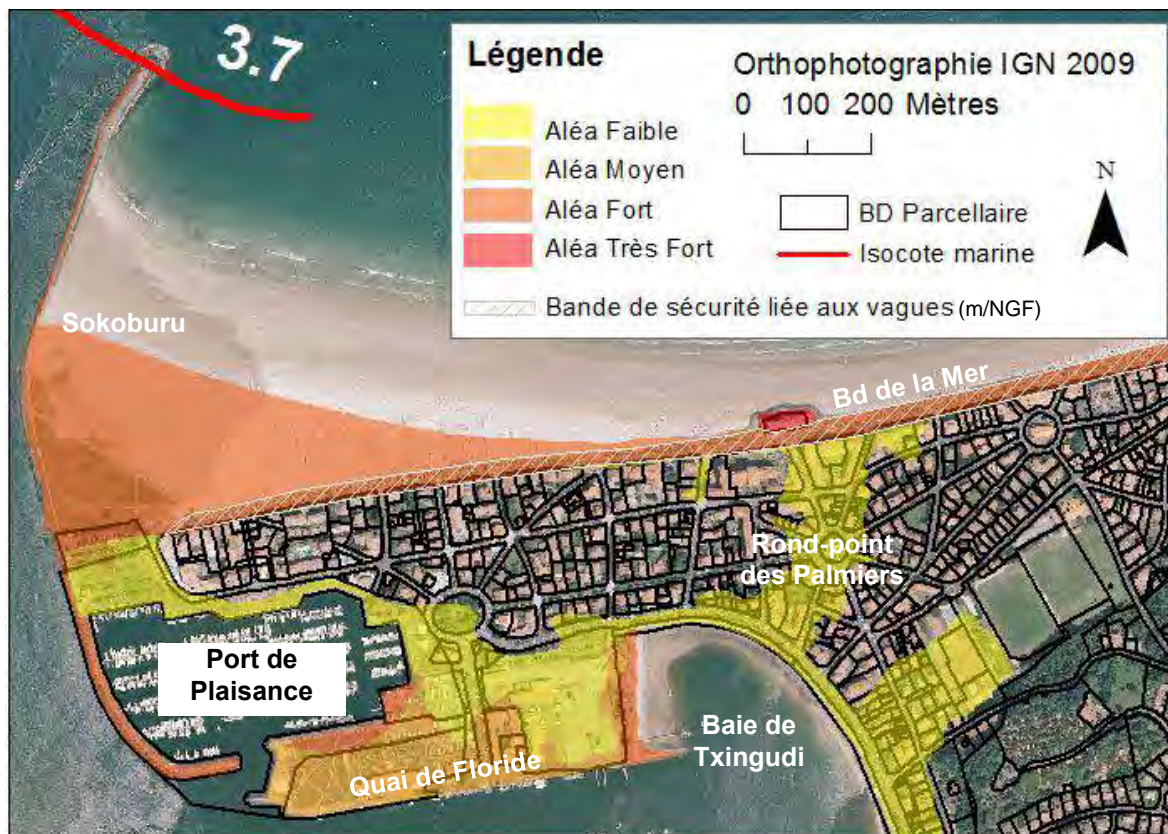 3.7
Légende
Aléa Faible
Aléa Moyen
Aléa Fort
Aléa Très Fort
Bande de sécurité liée aux vagues (m/NGF)
Orthophotographie IGN 2009
0 100 200 Mètres
BD Parcellaire
Isocote marine
N
Sokoburu
Bd de la Mer
Rond-point
des Palmiers
Port de
Plaisance
Baie de
Txingudi
Quai de Floride